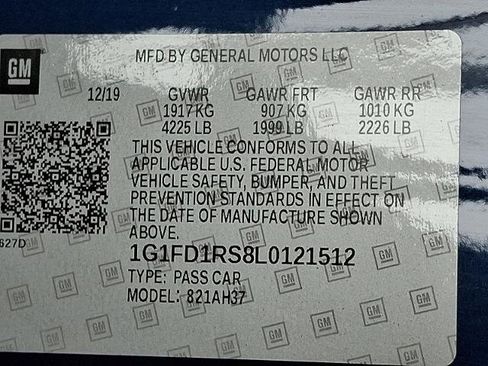 GM
MFD BY GENERAL MOTORS LLC
12/19 GVWR GAWR FRT GAWR RR
1917 KG 907 KG 1010 KG
4225 LB 1999 LB 2226 LB
THIS VEHICLE CONFORMS TO ALL
APPLICABLE U.S. FEDERAL MOTOR
VEHICLE SAFETY, BUMPER, AND THEFT
PREVENTION STANDARDS IN EFFECT ON
THE DATE OF MANUFACTURE SHOWN
ABOVE.
627D
1G1FD1RS8L0121512
TYPE: PASS CAR
MODEL: 821AH37